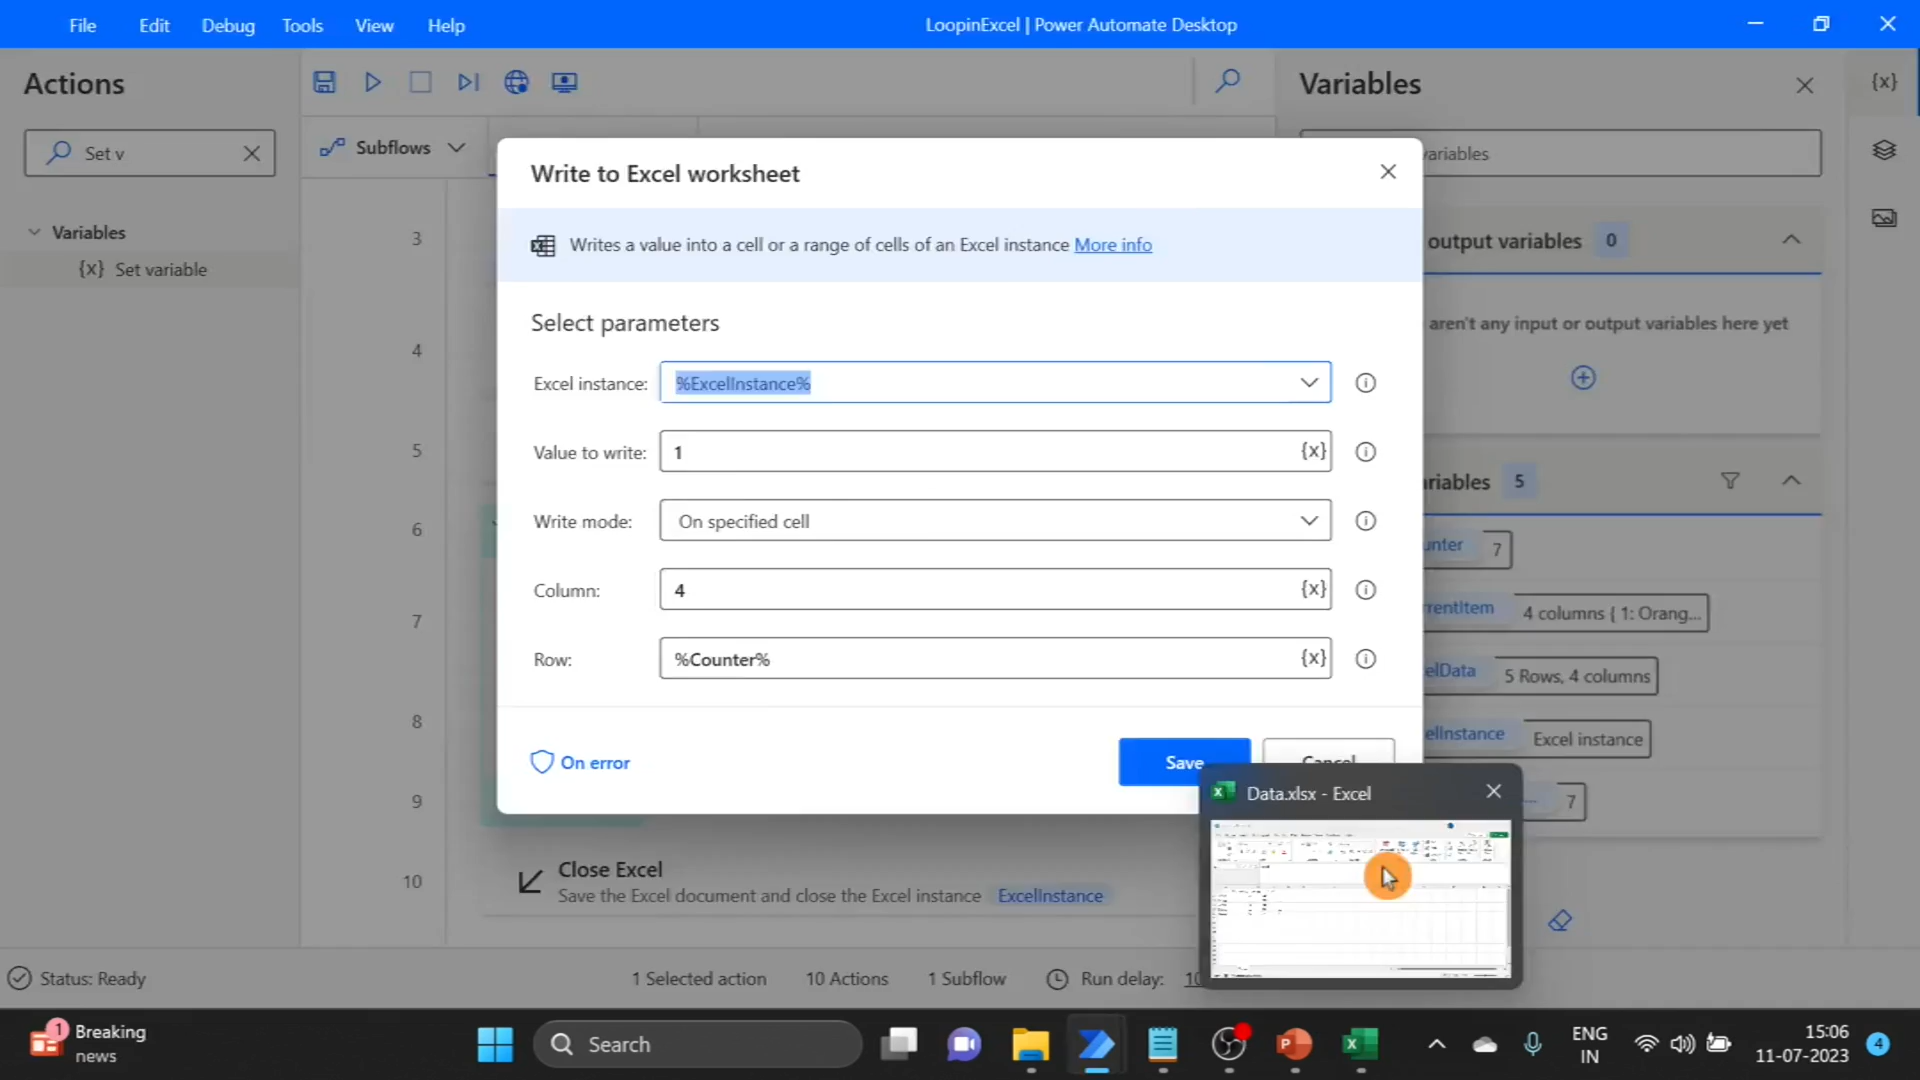 File Edit Debug Tools View Help
LoopinExcel | Power Automate Desktop
Actions
Set v
Variables
{x} Set variable
Subflows
3
4
5
6
7
8
9
10
Write to Excel worksheet
Writes a value into a cell or a range of cells of an Excel instance More info
Select parameters
Excel instance: %ExcelInstance%
Value to write: 1 {x}
Write mode: On specified cell
Column: 4 {x}
Row: %Counter% {x}
On error
Save
Cancel
Close Excel
Save the Excel document and close the Excel instance ExcelInstance
Variables
{x}
variables
output variables 0
aren't any input or output variables here yet
riables 5
unter 7
rrentItem 4 columns { 1: Orang...
elData 5 Rows, 4 columns
elInstance Excel instance
... 7
Data.xlsx - Excel
Status: Ready
1 Selected action
10 Actions
1 Subflow
Run delay:
10
1
Breaking
news
Search
ENG
IN
15:06
11-07-2023
4